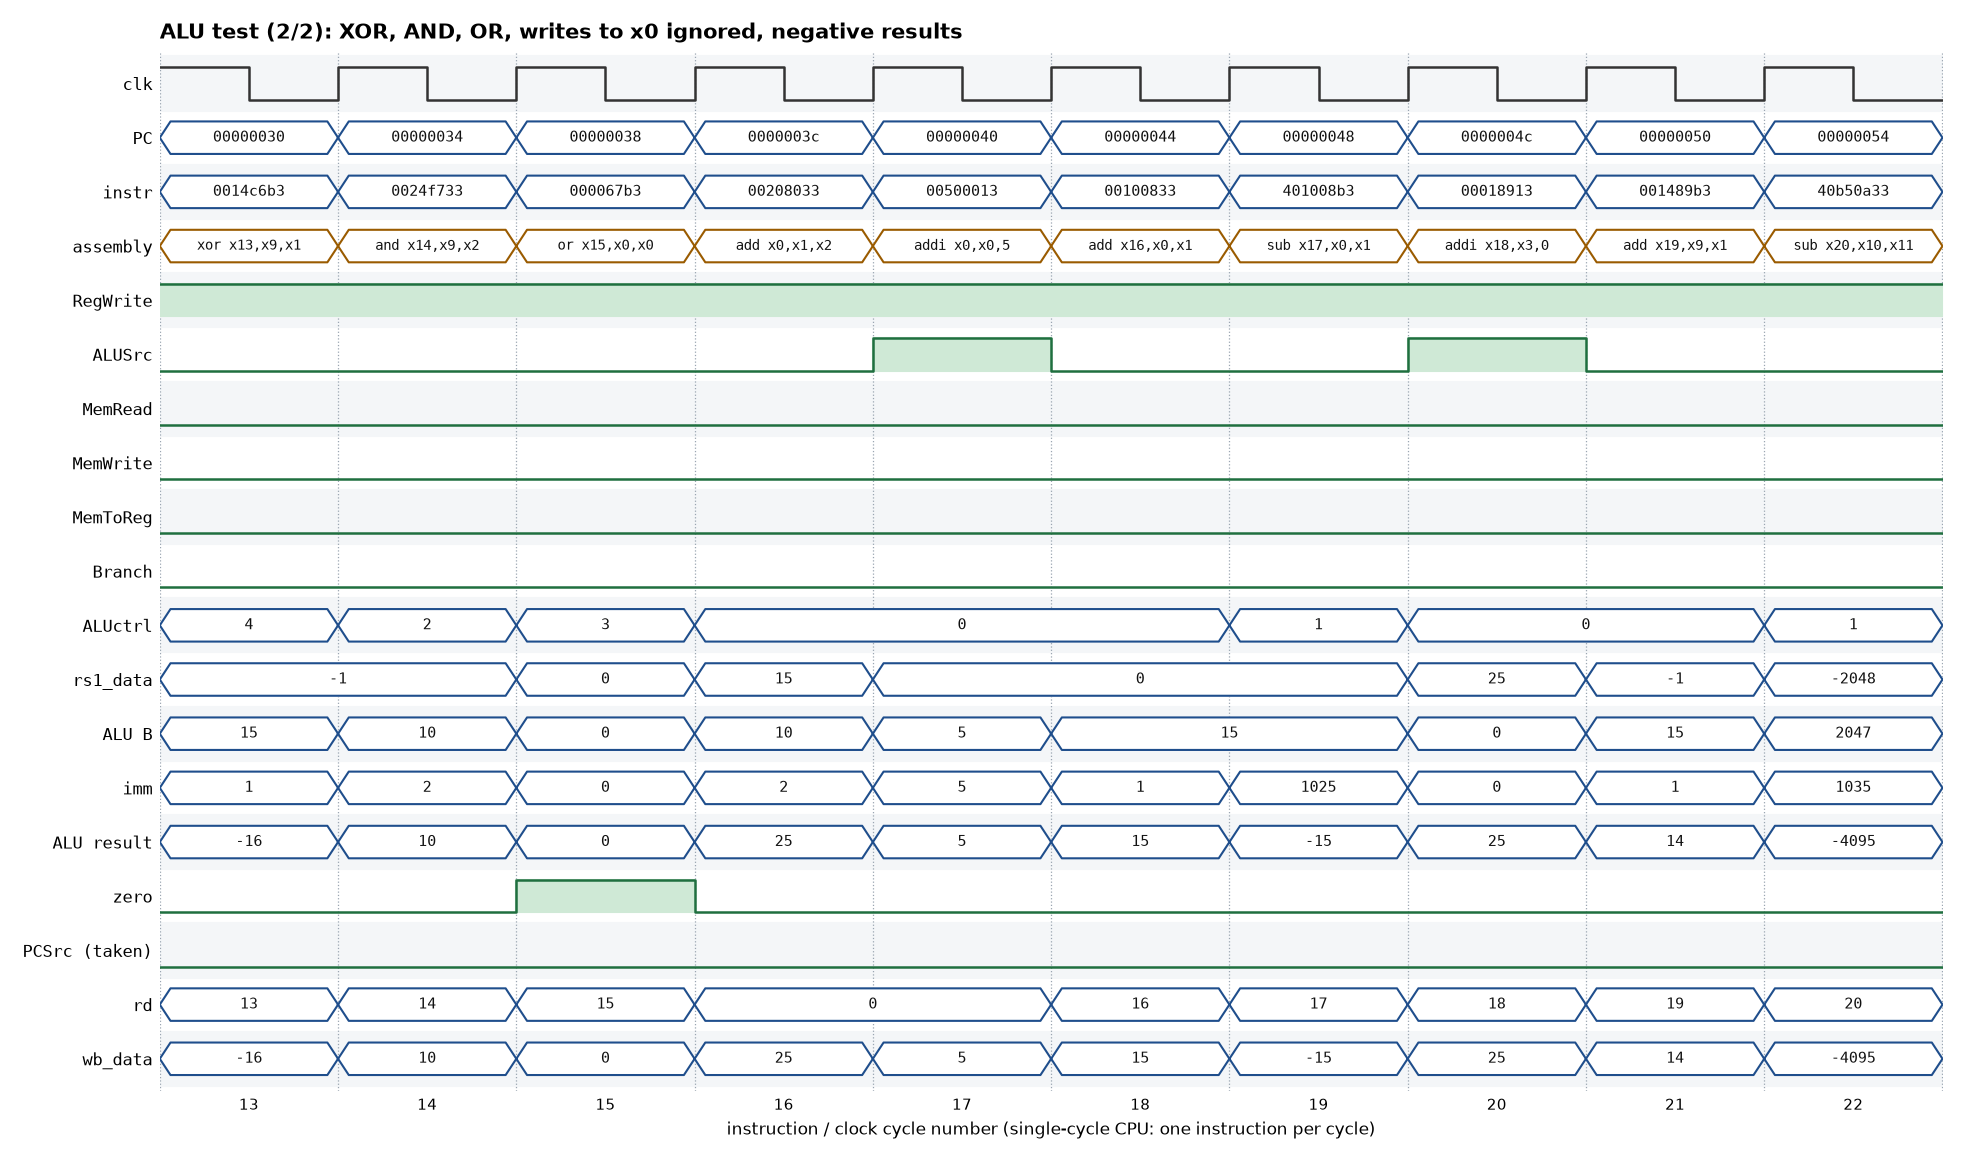 ALU test (2/2): XOR, AND, OR, writes to x0 ignored, negative results
clk
PC 00000030 00000034 00000038 0000003c 00000040 00000044 00000048 0000004c 00000050 00000054
instr 0014c6b3 0024f733 000067b3 00208033 00500013 00100833 401008b3 00018913 001489b3 40b50a33
assembly xor x13,x9,x1 and x14,x9,x2 or x15,x0,x0 add x0,x1,x2 addi x0,x0,5 add x16,x0,x1 sub x17,x0,x1 addi x18,x3,0 add x19,x9,x1 sub x20,x10,x11
RegWrite
ALUSrc
MemRead
MemWrite
MemToReg
Branch
ALUctrl 4 2 3 0 1 0 1
rs1_data -1 0 15 0 25 -1 -2048
ALU B 15 10 0 10 5 15 0 15 2047
imm 1 2 0 2 5 1 1025 0 1 1035
ALU result -16 10 0 25 5 15 -15 25 14 -4095
zero
PCSrc (taken)
rd 13 14 15 0 16 17 18 19 20
wb_data -16 10 0 25 5 15 -15 25 14 -4095
13 14 15 16 17 18 19 20 21 22
instruction / clock cycle number (single-cycle CPU: one instruction per cycle)